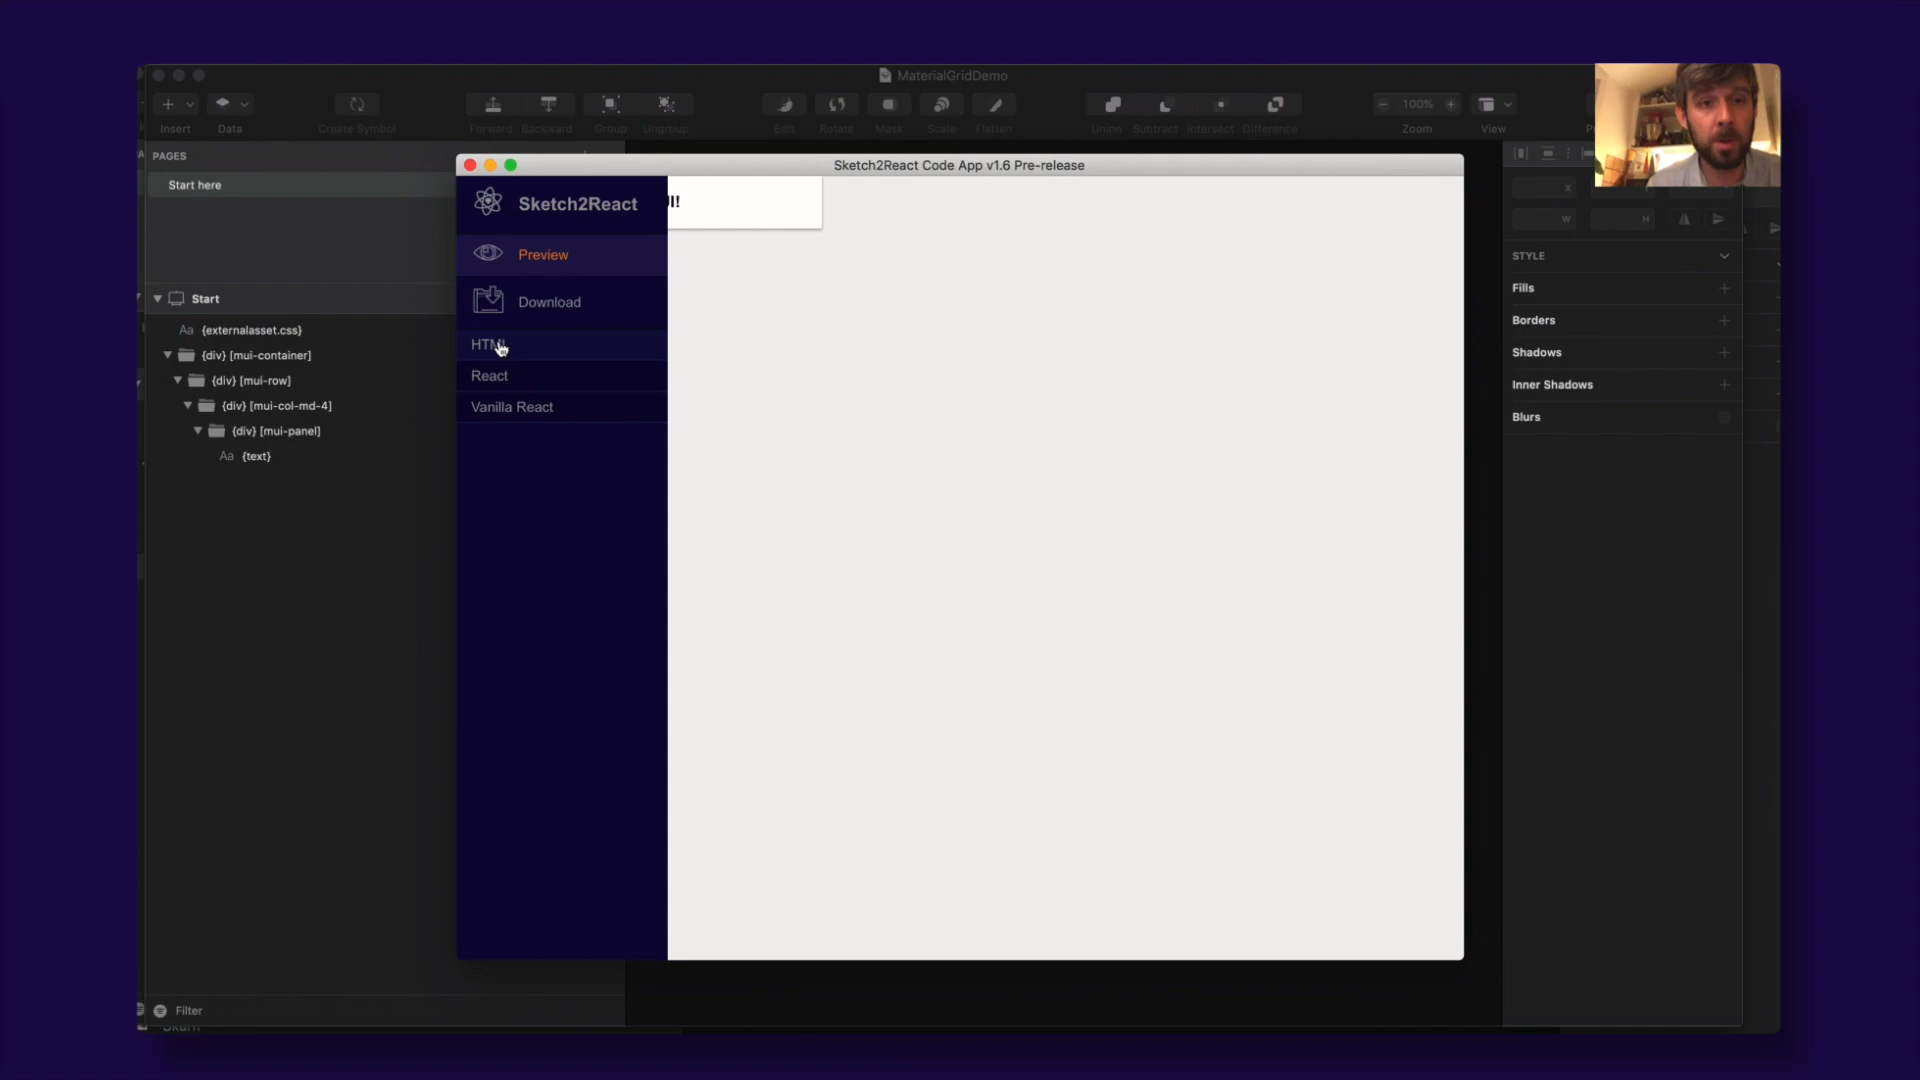 MaterialGridDemo
Insert
Data
Create Symbol
Forward
Backward
Group
Ungroup
Edit
Rotate
Mask
Scale
Flatten
Union
Subtract
Intersect
Difference
100%
Zoom
View
PAGES
Start here
Start
Aa {externalasset.css}
{div} [mui-container]
{div} [mui-row]
{div} [mui-col-md-4]
{div} [mui-panel]
Aa {text}
Filter
Sketch2React Code App v1.6 Pre-release
Sketch2React
Preview
Download
HTML
React
Vanilla React
X
W
H
STYLE
Fills
Borders
Shadows
Inner Shadows
Blurs